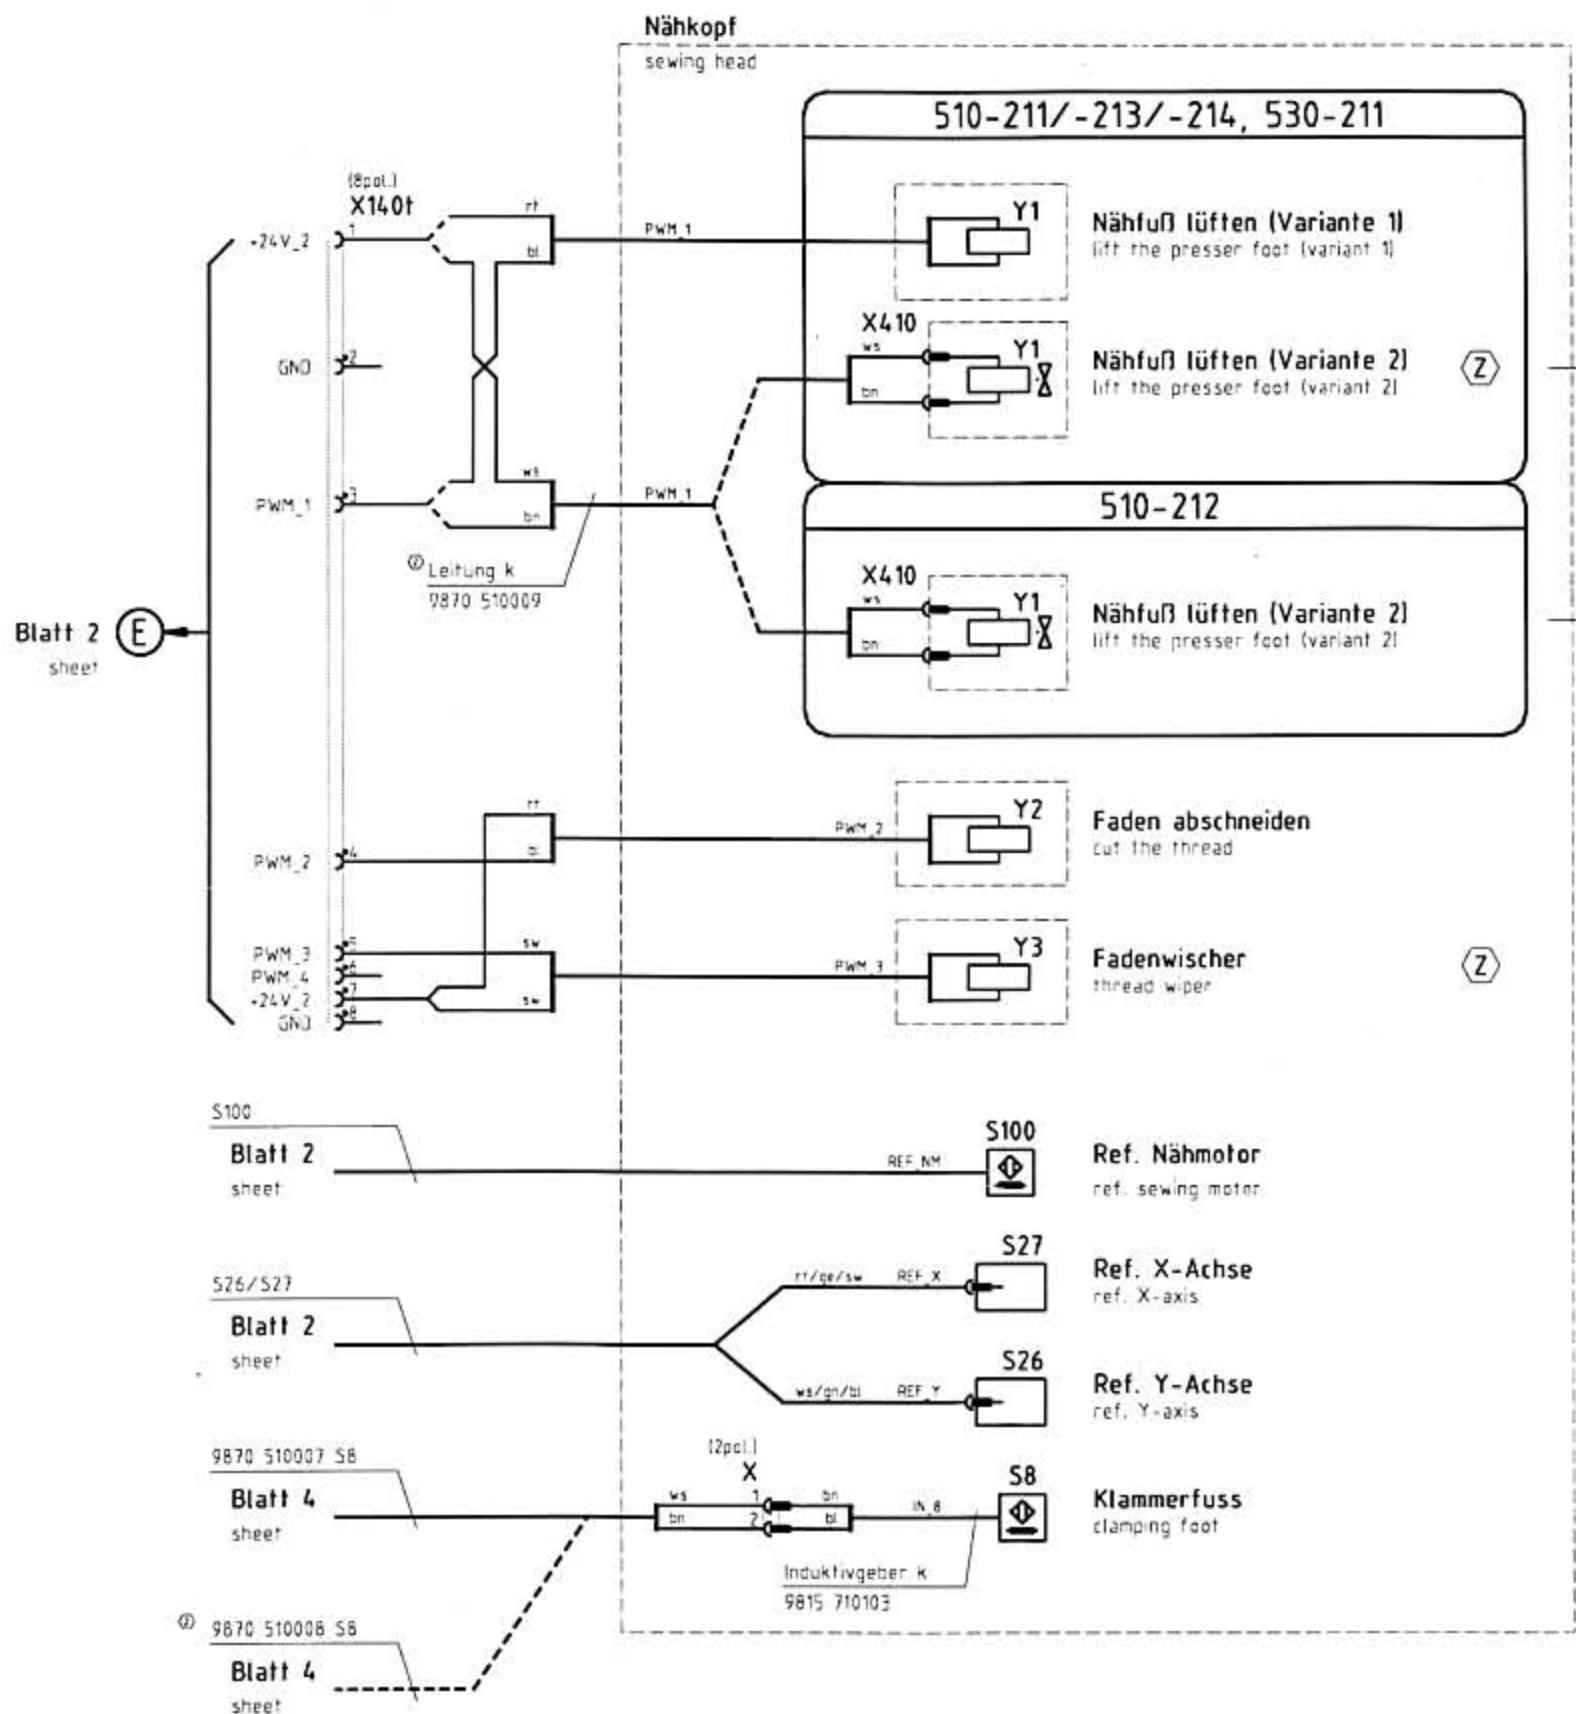 Nähkopf
sewing head
510-211/-213/-214, 530-211
(8pol.)
X140t
+24V_2 1
rt
bl
PWM_1
Y1
Nähfuß lüften (Variante 1)
lift the presser foot (variant 1)
GND 2
X410
ws
bn
Y1
Nähfuß lüften (Variante 2)
lift the presser foot (variant 2)
Z
PWM_1 3
ws
bn
PWM_1
510-212
Leitung k
9870 510009
X410
ws
bn
Y1
Nähfuß lüften (Variante 2)
lift the presser foot (variant 2)
Blatt 2
sheet
E
PWM_2 4
rt
bl
PWM_2
Y2
Faden abschneiden
cut the thread
PWM_3 5
PWM_4 6
+24V_2 7
GND 8
sw
sw
PWM_3
Y3
Fadenwischer
thread wiper
Z
S100
Blatt 2
sheet
REF_NM
S100
Ref. Nähmotor
ref. sewing motor
S26/S27
Blatt 2
sheet
rt/ge/sw REF_X
S27
Ref. X-Achse
ref. X-axis
ws/gn/bl REF_Y
S26
Ref. Y-Achse
ref. Y-axis
9870 510007 S8
Blatt 4
sheet
(2pol.)
X
ws 1 bn
bn 2 bl
IN_8
S8
Klammerfuss
clamping foot
Induktivgeber k
9815 710103
9870 510008 S8
Blatt 4
sheet